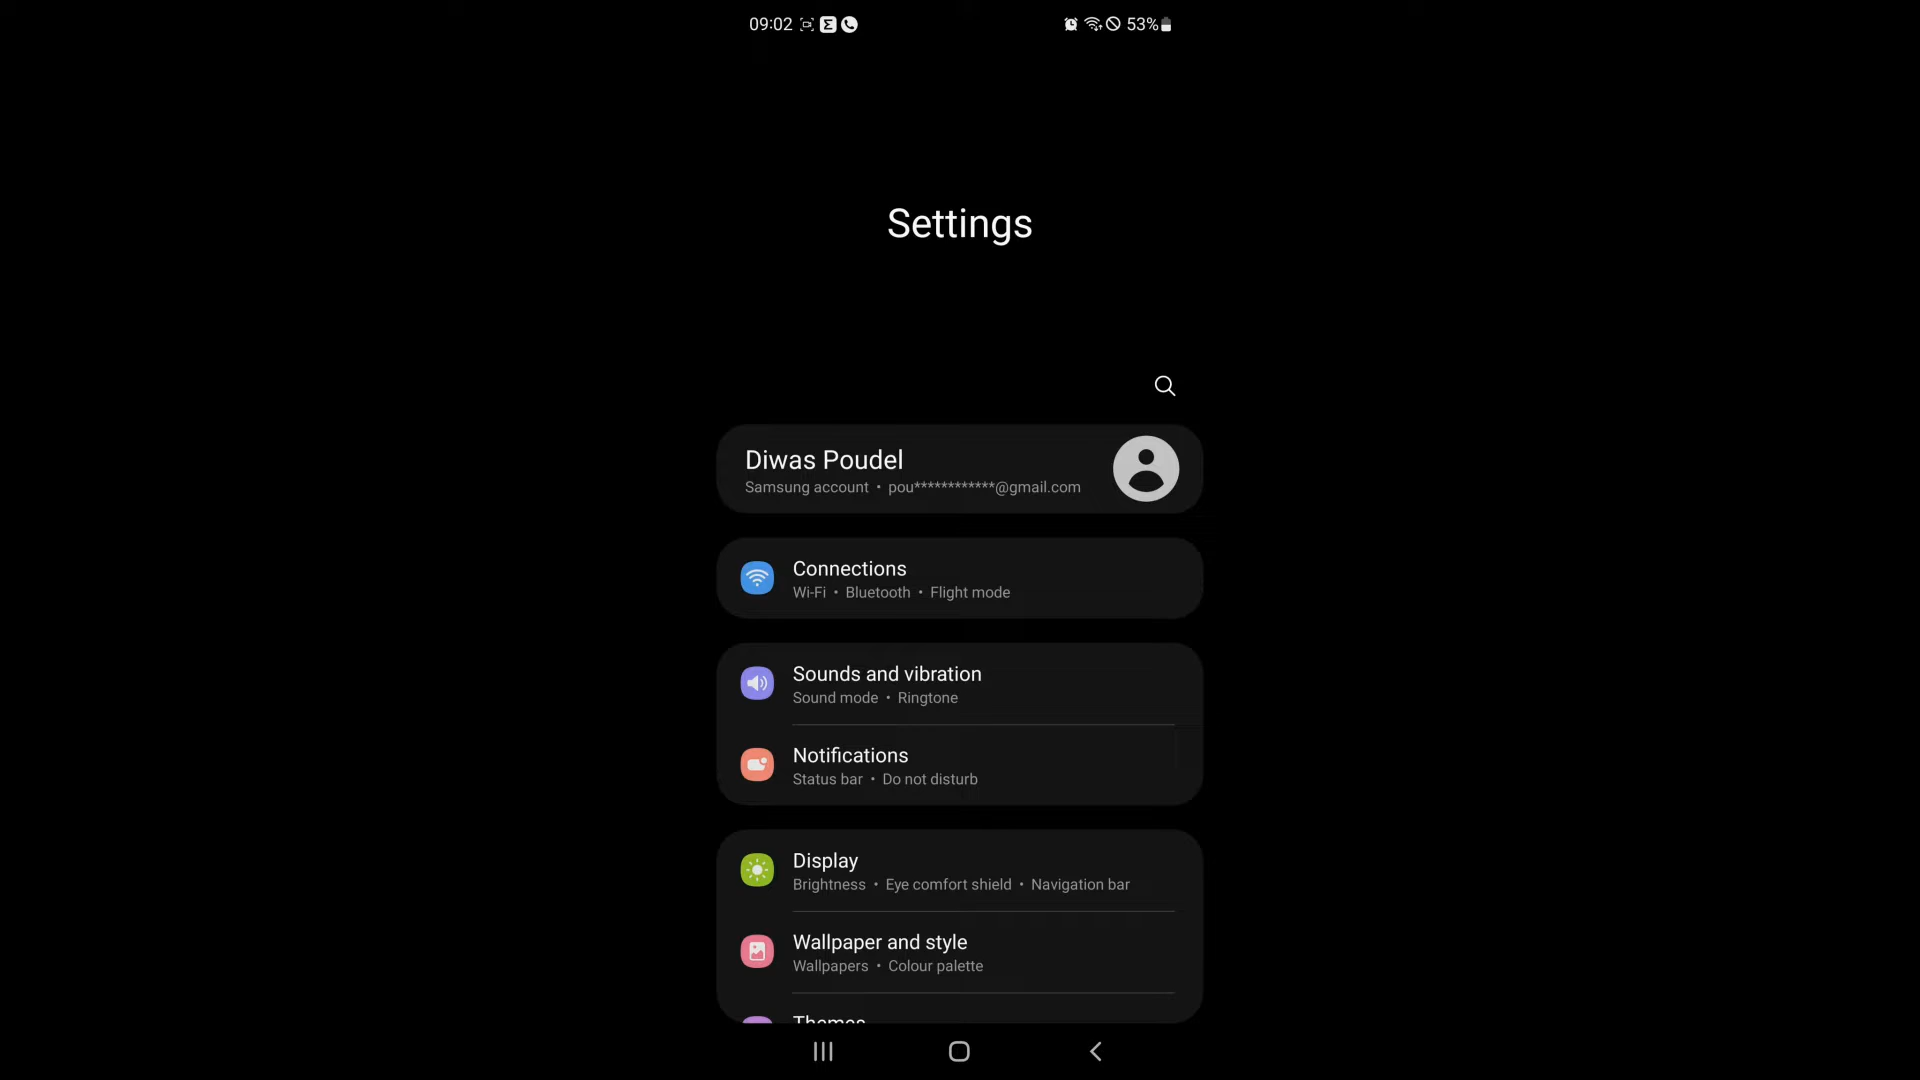 09:02
53%
Settings
Diwas Poudel
Samsung account • pou************@gmail.com
Connections
Wi-Fi • Bluetooth • Flight mode
Sounds and vibration
Sound mode • Ringtone
Notifications
Status bar • Do not disturb
Display
Brightness • Eye comfort shield • Navigation bar
Wallpaper and style
Wallpapers • Colour palette
Themes